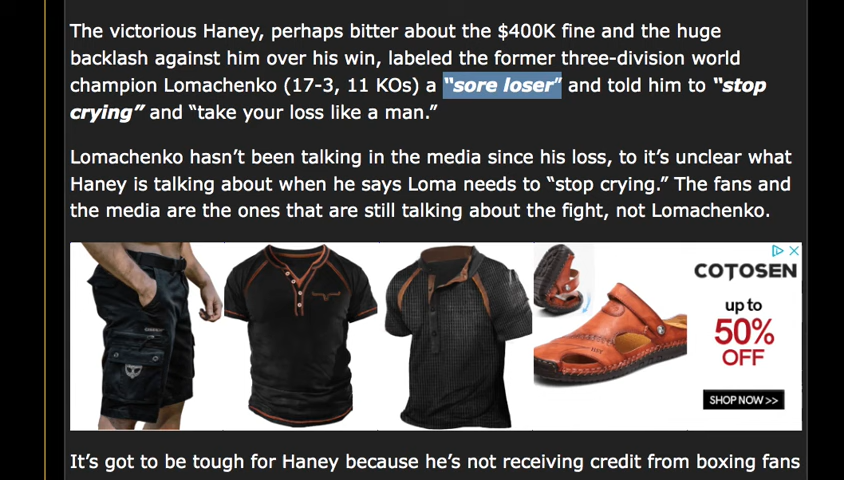 The victorious Haney, perhaps bitter about the $400K fine and the huge
backlash against him over his win, labeled the former three-division world
champion Lomachenko (17-3, 11 KOs) a “sore loser” and told him to “stop
crying” and “take your loss like a man.”
Lomachenko hasn’t been talking in the media since his loss, to it’s unclear what
Haney is talking about when he says Loma needs to “stop crying.” The fans and
the media are the ones that are still talking about the fight, not Lomachenko.
COTOSEN
up to
50%
OFF
SHOP NOW >>
It’s got to be tough for Haney because he’s not receiving credit from boxing fans